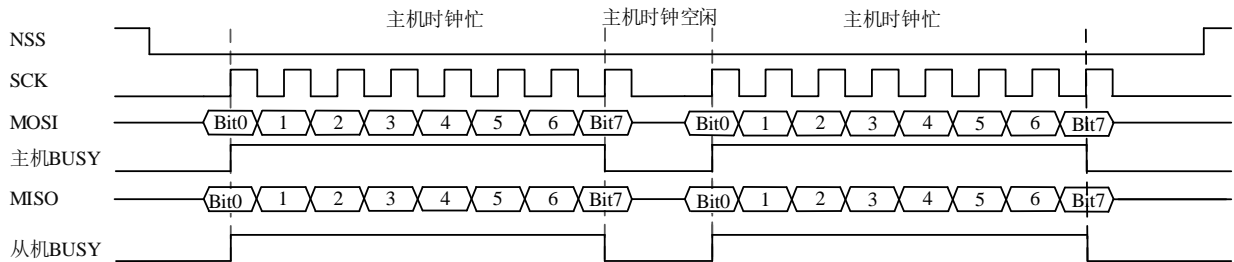 主机时钟忙 主机时钟空闲 主机时钟忙
NSS
SCK
MOSI Bit0 1 2 3 4 5 6 Bit7 Bit0 1 2 3 4 5 6 Bit7
主机BUSY
MISO Bit0 1 2 3 4 5 6 Bit7 Bit0 1 2 3 4 5 6 Bit7
从机BUSY